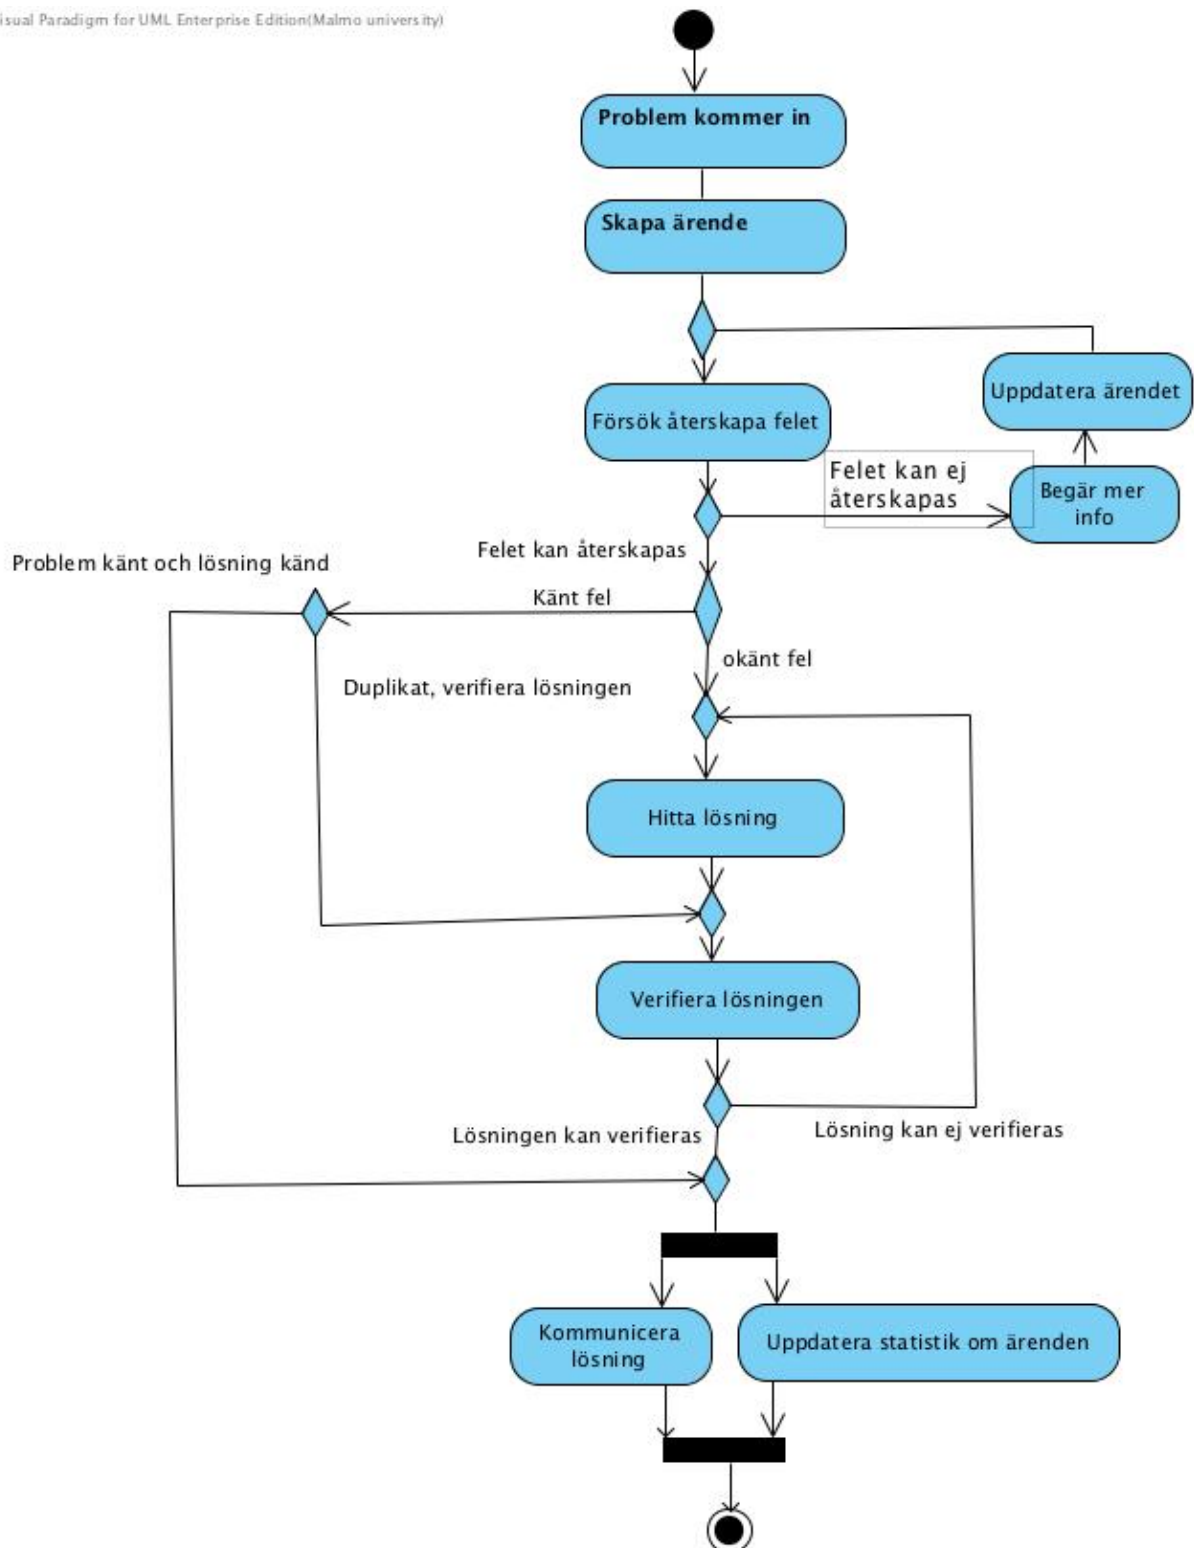 isual Paradigm for UML Enterprise Edition(Malmo university)
Problem kommer in
Skapa ärende
Uppdatera ärendet
Försök återskapa felet
Felet kan ej
återskapas
Begär mer
info
Felet kan återskapas
Problem känt och lösning känd
Känt fel
okänt fel
Duplikat, verifiera lösningen
Hitta lösning
Verifiera lösningen
Lösningen kan verifieras
Lösning kan ej verifieras
Kommunicera
lösning
Uppdatera statistik om ärenden